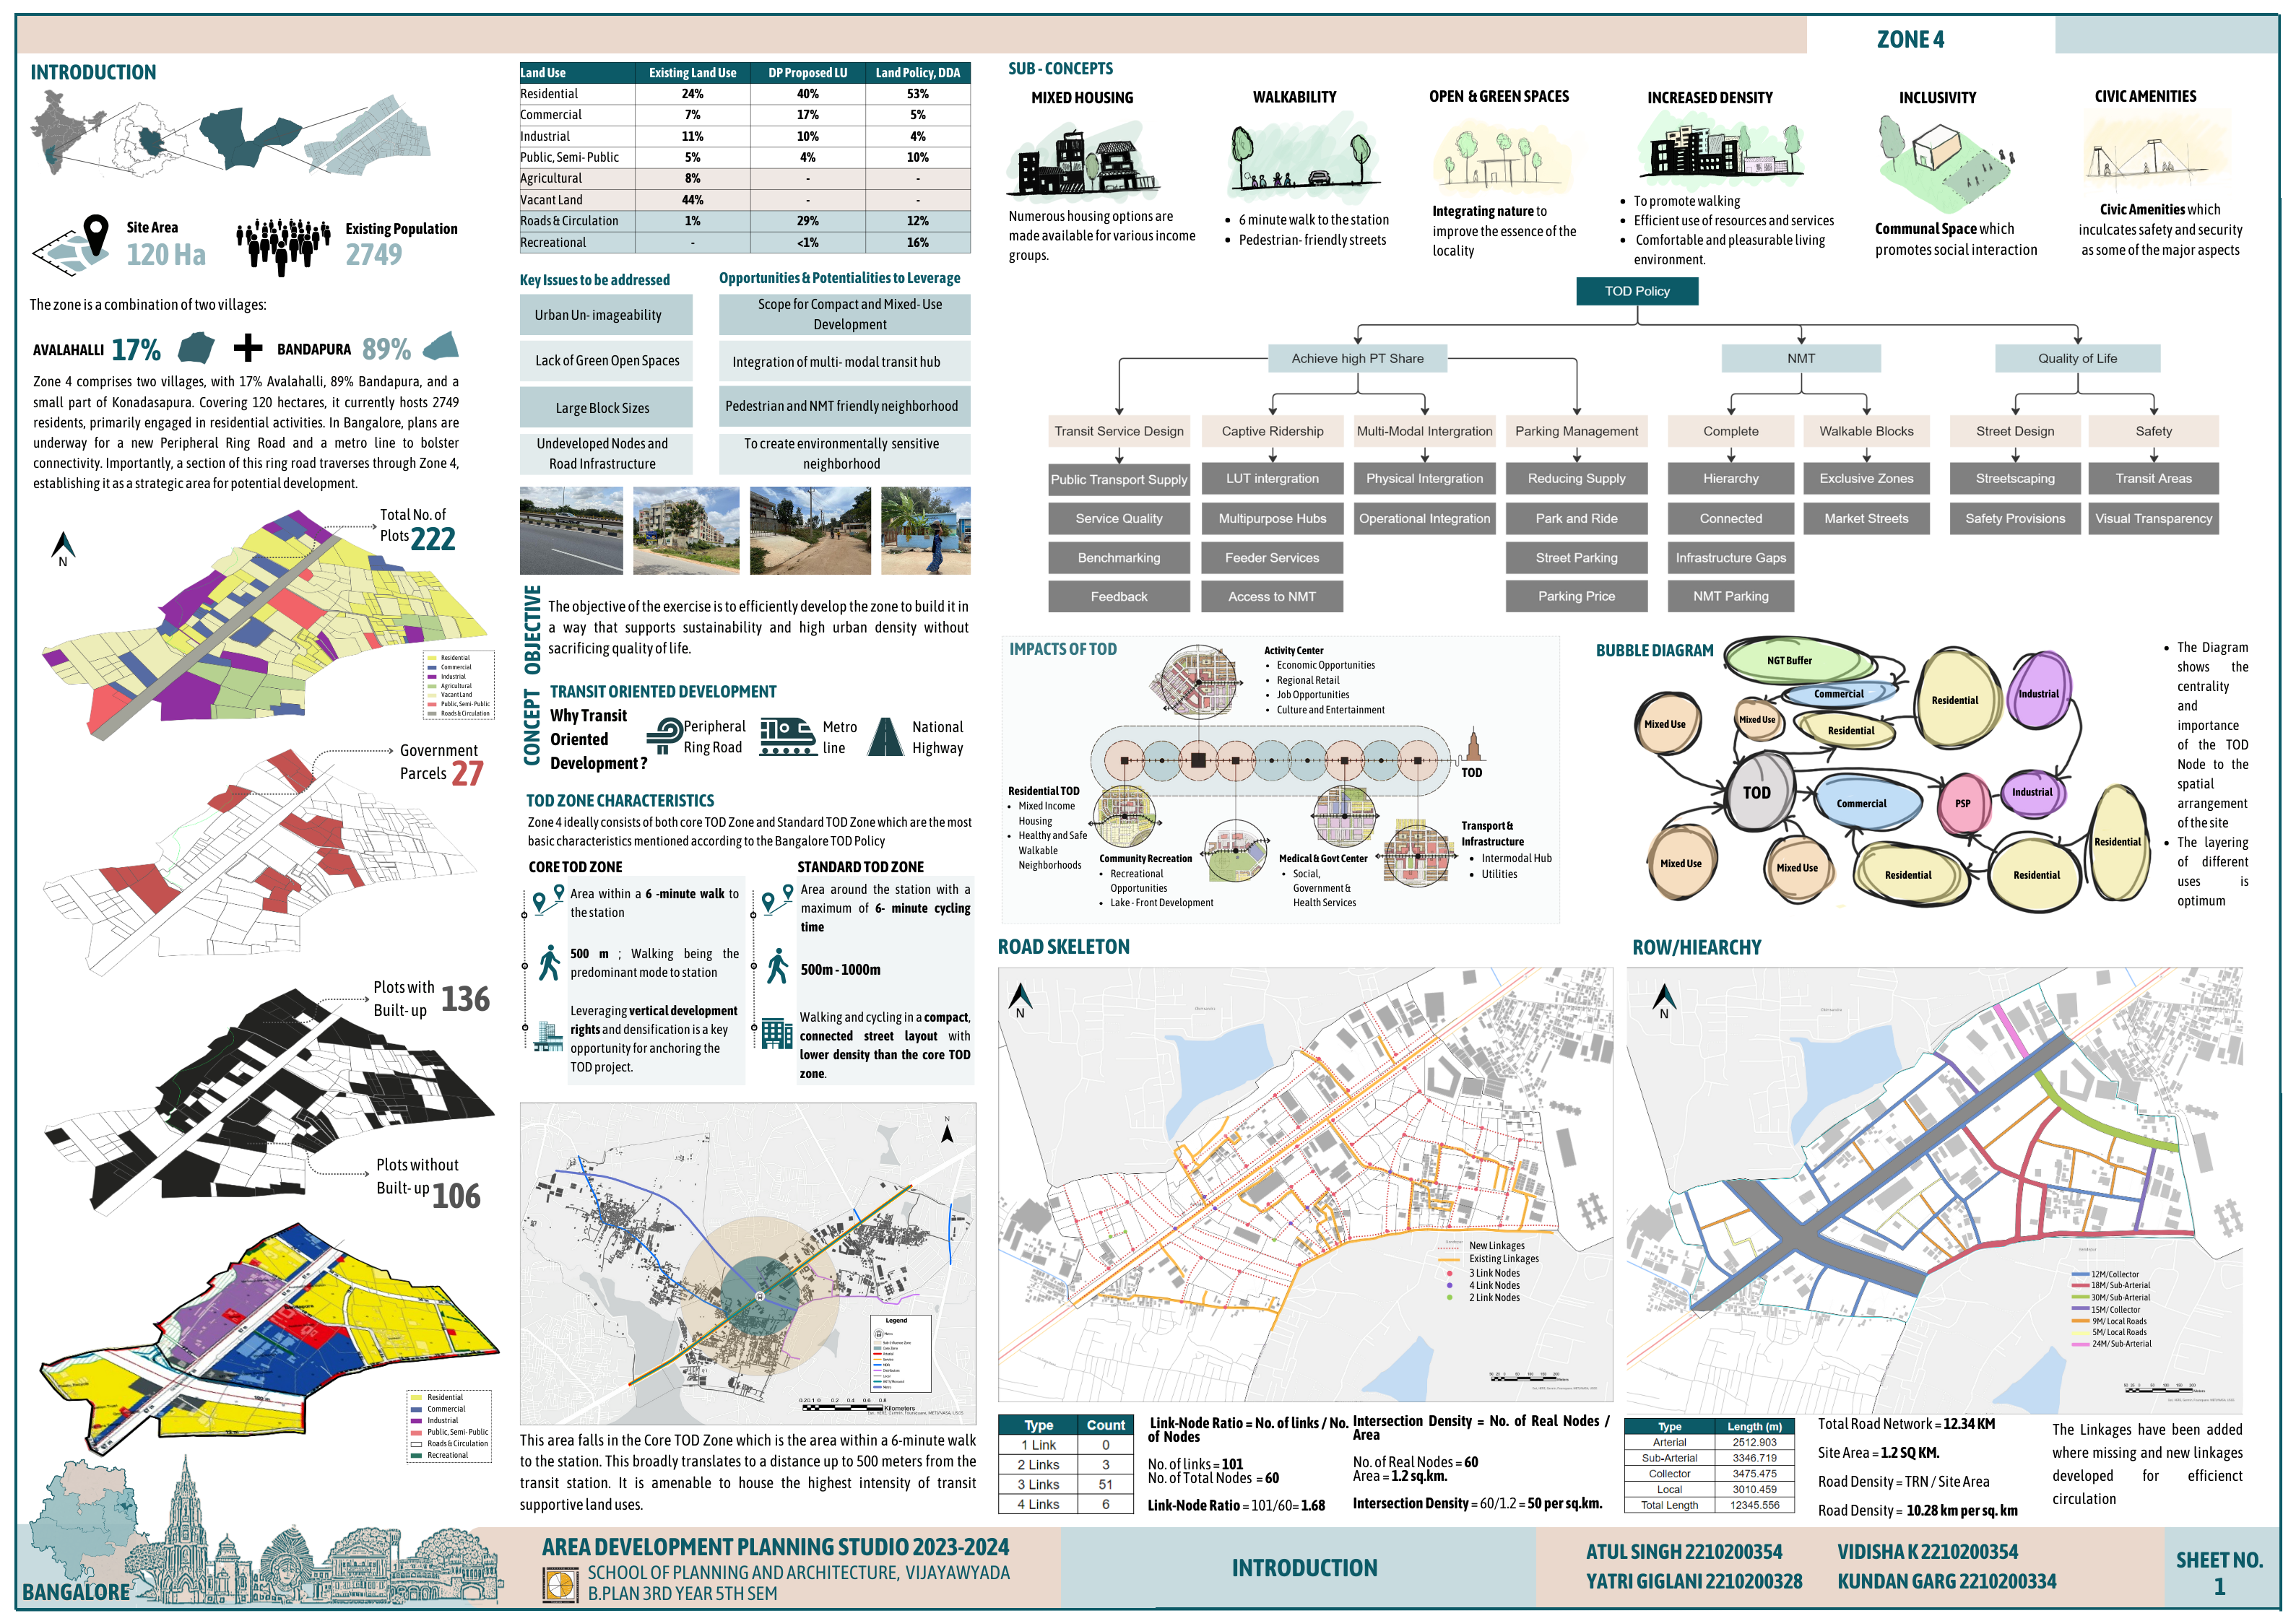 ZONE 4
INTRODUCTION
Site Area
120 Ha
Existing Population
2749
The zone is a combination of two villages:
AVALAHALLI 17%
BANDAPURA 89%
Zone 4 comprises two villages, with 17% Avalahalli, 89% Bandapura, and a
small part of Konadasapura. Covering 120 hectares, it currently hosts 2749
residents, primarily engaged in residential activities. In Bangalore, plans are
underway for a new Peripheral Ring Road and a metro line to bolster
connectivity. Importantly, a section of this ring road traverses through Zone 4,
establishing it as a strategic area for potential development.
N
Total No. of
Plots 222
Residential
Commercial
Industrial
Agricultural
Vacant Land
Public, Semi- Public
Roads & Circulation
Government
Parcels 27
Plots with
Built- up 136
Plots without
Built- up 106
Residential
Commercial
Industrial
Public, Semi- Public
Roads & Circulation
Recreational
Land Use Existing Land Use DP Proposed LU Land Policy, DDA
Residential 24% 40% 53%
Commercial 7% 17% 5%
Industrial 11% 10% 4%
Public, Semi- Public 5% 4% 10%
Agricultural 8% - -
Vacant Land 44% - -
Roads & Circulation 1% 29% 12%
Recreational - <1% 16%
Key Issues to be addressed
Urban Un- imageability
Lack of Green Open Spaces
Large Block Sizes
Undeveloped Nodes and
Road Infrastructure
Opportunities & Potentialities to Leverage
Scope for Compact and Mixed- Use
Development
Integration of multi- modal transit hub
Pedestrian and NMT friendly neighborhood
To create environmentally sensitive
neighborhood
OBJECTIVE
The objective of the exercise is to efficiently develop the zone to build it in
a way that supports sustainability and high urban density without
sacrificing quality of life.
CONCEPT
TRANSIT ORIENTED DEVELOPMENT
Why Transit
Oriented
Development ?
Peripheral
Ring Road
Metro
line
National
Highway
TOD ZONE CHARACTERISTICS
Zone 4 ideally consists of both core TOD Zone and Standard TOD Zone which are the most
basic characteristics mentioned according to the Bangalore TOD Policy
CORE TOD ZONE
Area within a 6 -minute walk to
the station
500 m ; Walking being the
predominant mode to station
Leveraging vertical development
rights and densification is a key
opportunity for anchoring the
TOD project.
STANDARD TOD ZONE
Area around the station with a
maximum of 6- minute cycling
time
500m - 1000m
Walking and cycling in a compact,
connected street layout with
lower density than the core TOD
zone.
N
Legend
Kilometers
This area falls in the Core TOD Zone which is the area within a 6-minute walk
to the station. This broadly translates to a distance up to 500 meters from the
transit station. It is amenable to house the highest intensity of transit
supportive land uses.
SUB - CONCEPTS
MIXED HOUSING
Numerous housing options are
made available for various income
groups.
WALKABILITY
6 minute walk to the station
Pedestrian- friendly streets
OPEN & GREEN SPACES
Integrating nature to
improve the essence of the
locality
INCREASED DENSITY
To promote walking
Efficient use of resources and services
Comfortable and pleasurable living
environment.
INCLUSIVITY
Communal Space which
promotes social interaction
CIVIC AMENITIES
Civic Amenities which
inculcates safety and security
as some of the major aspects
TOD Policy
Achieve high PT Share
NMT
Quality of Life
Transit Service Design
Captive Ridership
Multi-Modal Intergration
Parking Management
Complete
Walkable Blocks
Street Design
Safety
Public Transport Supply
LUT intergration
Physical Intergration
Reducing Supply
Hierarchy
Exclusive Zones
Streetscaping
Transit Areas
Service Quality
Multipurpose Hubs
Operational Integration
Park and Ride
Connected
Market Streets
Safety Provisions
Visual Transparency
Benchmarking
Feeder Services
Street Parking
Infrastructure Gaps
Feedback
Access to NMT
Parking Price
NMT Parking
IMPACTS OF TOD
Activity Center
Economic Opportunities
Regional Retail
Job Opportunities
Culture and Entertainment
TOD
Residential TOD
Mixed Income
Housing
Healthy and Safe
Walkable
Neighborhoods
Community Recreation
Recreational
Opportunities
Lake - Front Development
Medical & Govt Center
Social,
Government &
Health Services
Transport &
Infrastructure
Intermodal Hub
Utilities
BUBBLE DIAGRAM
NGT Buffer
Commercial
Mixed Use
Mixed Use
Residential
Residential
Industrial
TOD
Commercial
PSP
Industrial
Residential
Mixed Use
Mixed Use
Residential
Residential
The Diagram
shows the
centrality
and
importance
of the TOD
Node to the
spatial
arrangement
of the site
The layering
of different
uses is
optimum
ROAD SKELETON
N
New Linkages
Existing Linkages
3 Link Nodes
4 Link Nodes
2 Link Nodes
Type Count
1 Link 0
2 Links 3
3 Links 51
4 Links 6
Link-Node Ratio = No. of links / No.
of Nodes
No. of links = 101
No. of Total Nodes = 60
Link-Node Ratio = 101/60= 1.68
Intersection Density = No. of Real Nodes /
Area
No. of Real Nodes = 60
Area = 1.2 sq.km.
Intersection Density = 60/1.2 = 50 per sq.km.
ROW/HIEARCHY
N
12M/Collector
18M/ Sub-Arterial
30M/ Sub-Arterial
15M/ Collector
9M/ Local Roads
5M/ Local Roads
24M/ Sub-Arterial
Type Length (m)
Arterial 2512.903
Sub-Arterial 3346.719
Collector 3475.475
Local 3010.459
Total Length 12345.556
Total Road Network = 12.34 KM
Site Area = 1.2 SQ KM.
Road Density = TRN / Site Area
Road Density = 10.28 km per sq. km
The Linkages have been added
where missing and new linkages
developed for efficienct
circulation
BANGALORE
AREA DEVELOPMENT PLANNING STUDIO 2023-2024
SCHOOL OF PLANNING AND ARCHITECTURE, VIJAYAWYADA
B.PLAN 3RD YEAR 5TH SEM
INTRODUCTION
ATUL SINGH 2210200354
VIDISHA K 2210200354
YATRI GIGLANI 2210200328
KUNDAN GARG 2210200334
SHEET NO.
1